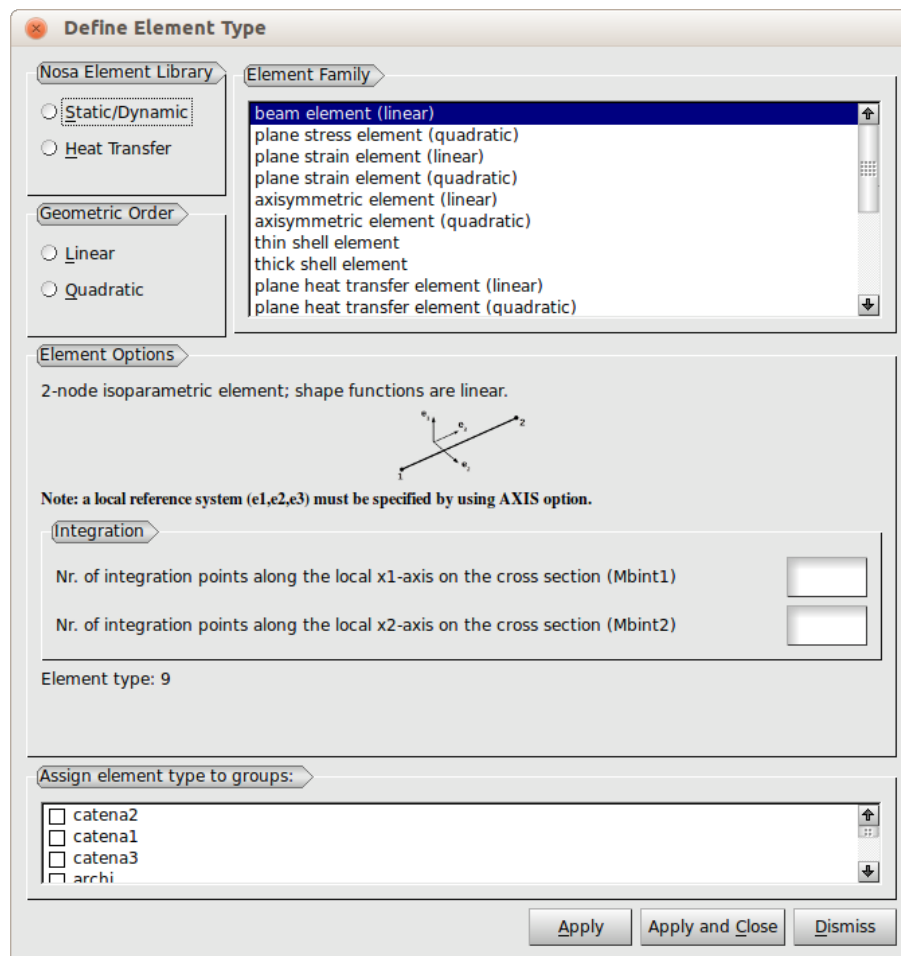 Define Element Type
Nosa Element Library
Static/Dynamic
Heat Transfer
Geometric Order
Linear
Quadratic
Element Family
beam element (linear)
plane stress element (quadratic)
plane strain element (linear)
plane strain element (quadratic)
axisymmetric element (linear)
axisymmetric element (quadratic)
thin shell element
thick shell element
plane heat transfer element (linear)
plane heat transfer element (quadratic)
Element Options
2-node isoparametric element; shape functions are linear.
1
2
Note: a local reference system (e1,e2,e3) must be specified by using AXIS option.
Integration
Nr. of integration points along the local x1-axis on the cross section (Mbint1)
Nr. of integration points along the local x2-axis on the cross section (Mbint2)
Element type: 9
Assign element type to groups:
catena2
catena1
catena3
archi
Apply
Apply and Close
Dismiss